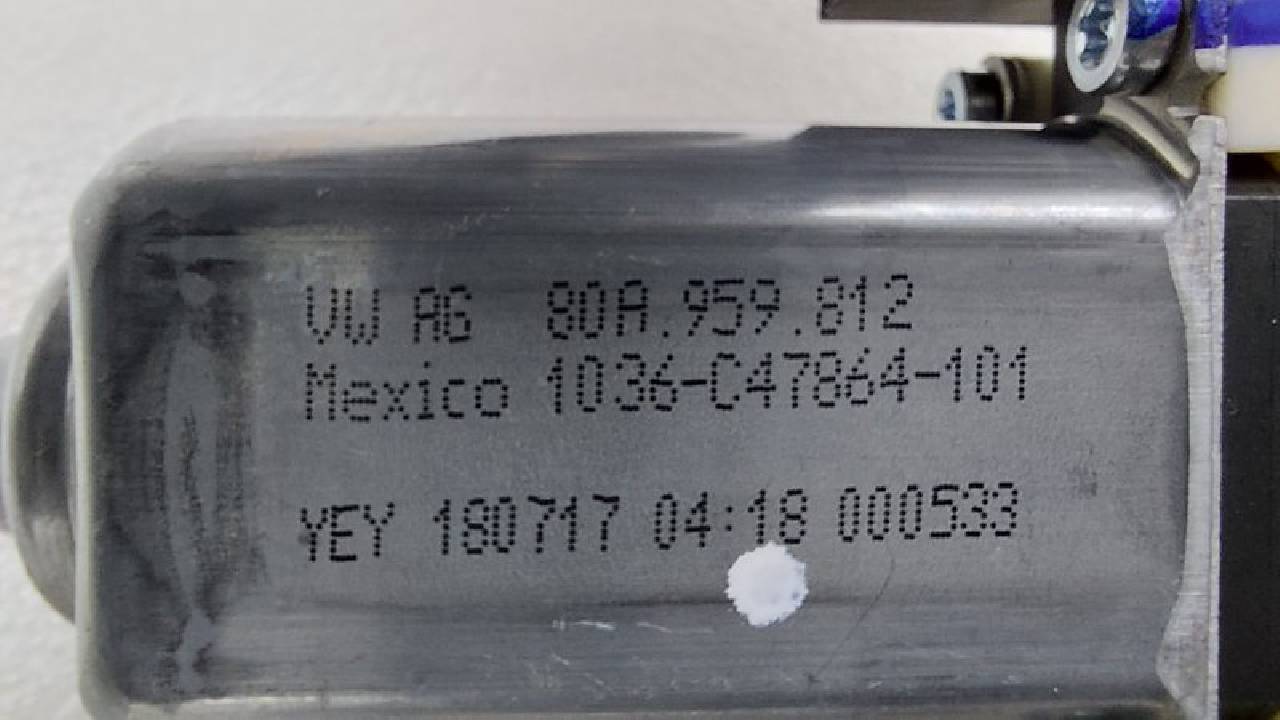 VW AG 80A.959.812
Mexico 1036-C47864-101
YEY 180717 04:18 000533